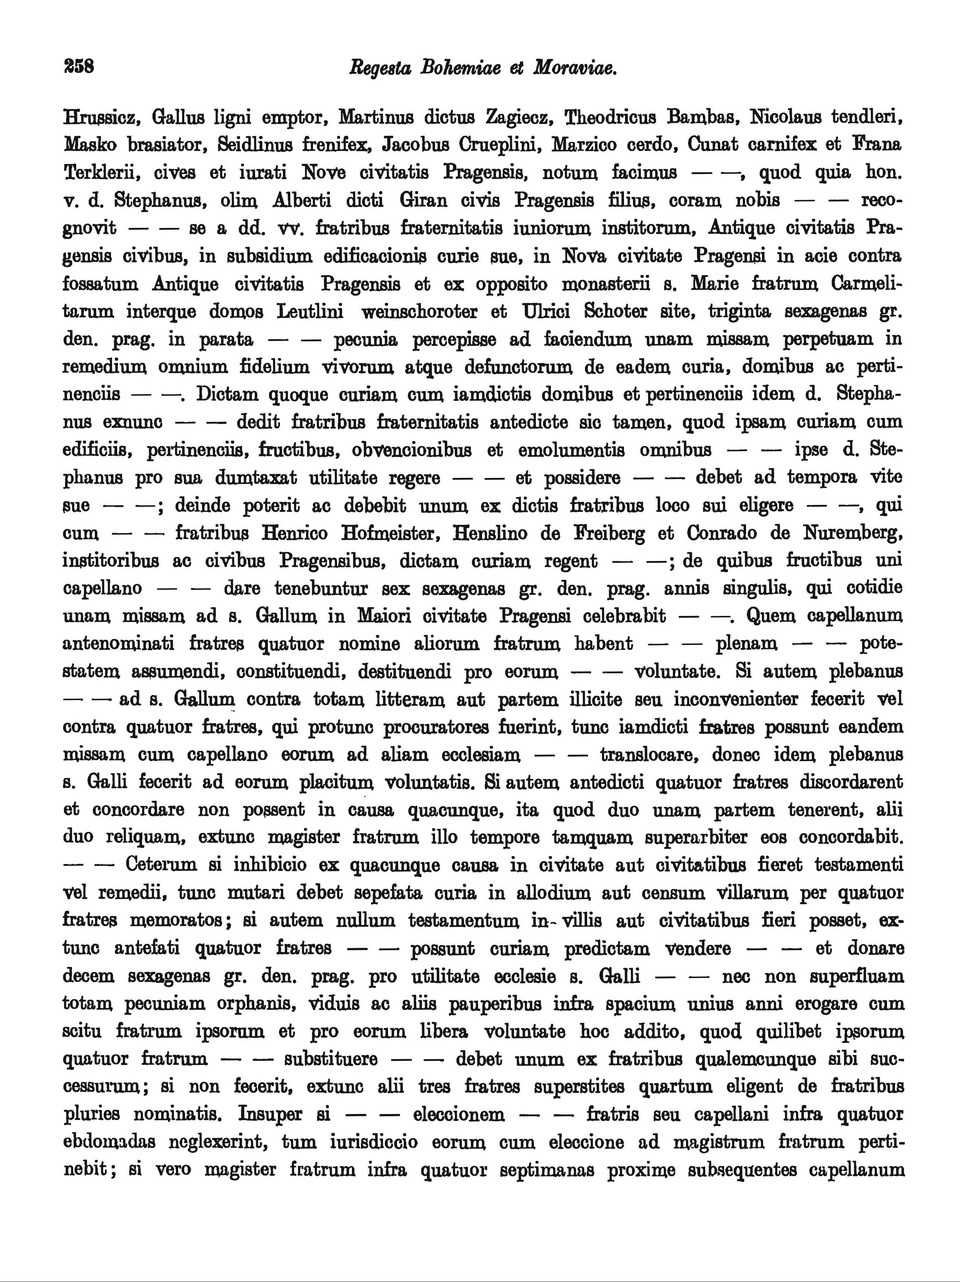 258
Regesta Bohemiae et Moraviae.
Hrussicz, Gallus ligni emptor, Martinus dictus Zagiecz, Theodricus Bambas, Nicolaus tendleri,
Masko brasiator, Seidlinus frenifex, Jacobus Crueplini, Marzico cerdo, Cunat carnifex et Frana
Terklerii, cives et iurati Nove civitatis Pragensis, notum facimus — —, quod quia hon.
v. d. Stephanus, olim Alberti dicti Giran civis Pragensis filius, coram nobis — — reco-
gnovit — — se a dd. vv. fratribus fraternitatis iuniorum institorum, Antique civitatis Pra-
gensis civibus, in subsidium edificacionis curie sue, in Nova civitate Pragensi in acie contra
fossatum Antique civitatis Pragensis et ex opposito monasterii s. Marie fratrum Carmeli-
tarum interque domos Leutlini weinschoroter et Ulrici Schoter site, triginta sexagenas gr.
den. prag. in parata — — pecunia percepisse ad faciendum unam missam perpetuam in
remedium omnium fidelium vivorum atque defunctorum de eadem curia, domibus ac perti-
nenciis — —. Dictam quoque curiam cum iamdictis domibus et pertinenciis idem d. Stepha-
nus exnunc — — dedit fratribus fraternitatis antedicte sic tamen, quod ipsam curiam cum
edificiis, pertinenciis, fructibus, obvencionibus et emolumentis omnibus — — ipse d. Ste-
phanus pro sua dumtaxat utilitate regere — — et possidere — — debet ad tempora vite
sue — —; deinde poterit ac debebit unum ex dictis fratribus loco sui eligere — —, qui
cum — — fratribus Henrico Hofmeister, Henslino de Freiberg et Conrado de Nuremberg,
institoribus ac civibus Pragensibus, dictam curiam regent — —; de quibus fructibus uni
capellano — — dare tenebuntur sex sexagenas gr. den. prag. annis singulis, qui cotidie
unam missam ad s. Gallum in Maiori civitate Pragensi celebrabit — —. Quem capellanum
antenominati fratres quatuor nomine aliorum fratrum habent — — plenam — — pote-
statem assumendi, constituendi, destituendi pro eorum — — voluntate. Si autem plebanus
— — ad s. Gallum contra totam litteram aut partem illicite seu inconvenienter fecerit vel
contra quatuor fratres, qui protunc procuratores fuerint, tunc iamdicti fratres possunt eandem
missam cum capellano eorum ad aliam ecclesiam — — translocare, donec idem plebanus
s. Galli fecerit ad eorum placitum voluntatis. Si autem antedicti quatuor fratres discordarent
et concordare non possent in causa quacunque, ita quod duo unam partem tenerent, alii
duo reliquam, extunc magister fratrum illo tempore tamquam superarbiter eos concordabit.
— — Ceterum si inhibicio ex quacunque causa in civitate aut civitatibus fieret testamenti
vel remedii, tunc mutari debet sepefata curia in allodium aut censum villarum per quatuor
fratres memoratos; si autem nullum testamentum in villis aut civitatibus fieri posset, ex-
tunc antefati quatuor fratres — — possunt curiam predictam vendere — — et donare
decem sexagenas gr. den. prag. pro utilitate ecclesie s. Galli — — nec non superfluam
totam pecuniam orphanis, viduis ac aliis pauperibus infra spacium unius anni erogare cum
scitu fratrum ipsorum et pro eorum libera voluntate hoc addito, quod quilibet ipsorum
quatuor fratrum — — substituere — — debet unum ex fratribus qualemcunque sibi suc-
cessurum; si non fecerit, extunc alii tres fratres superstites quartum eligent de fratribus
pluries nominatis. Insuper si — — eleccionem — — fratris seu capellani infra quatuor
ebdomadas neglexerint, tum iurisdiccio eorum cum eleccione ad magistrum fratrum perti-
nebit; si vero magister fratrum infra quatuor septimanas proxime subsequentes capellanum